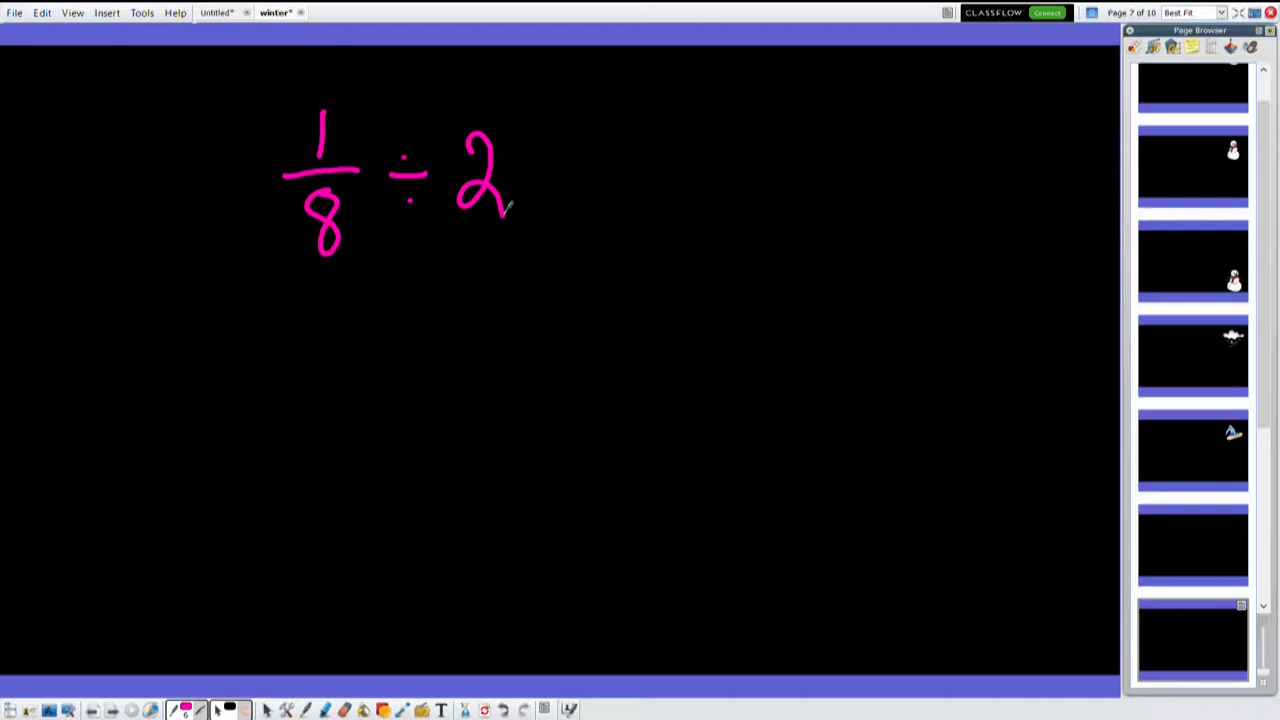 File Edit View Insert Tools Help Untitled* winter* CLASSFLOW Connect Page 7 of 10 Best Fit
Page Browser
1/8 ÷ 2
6 T